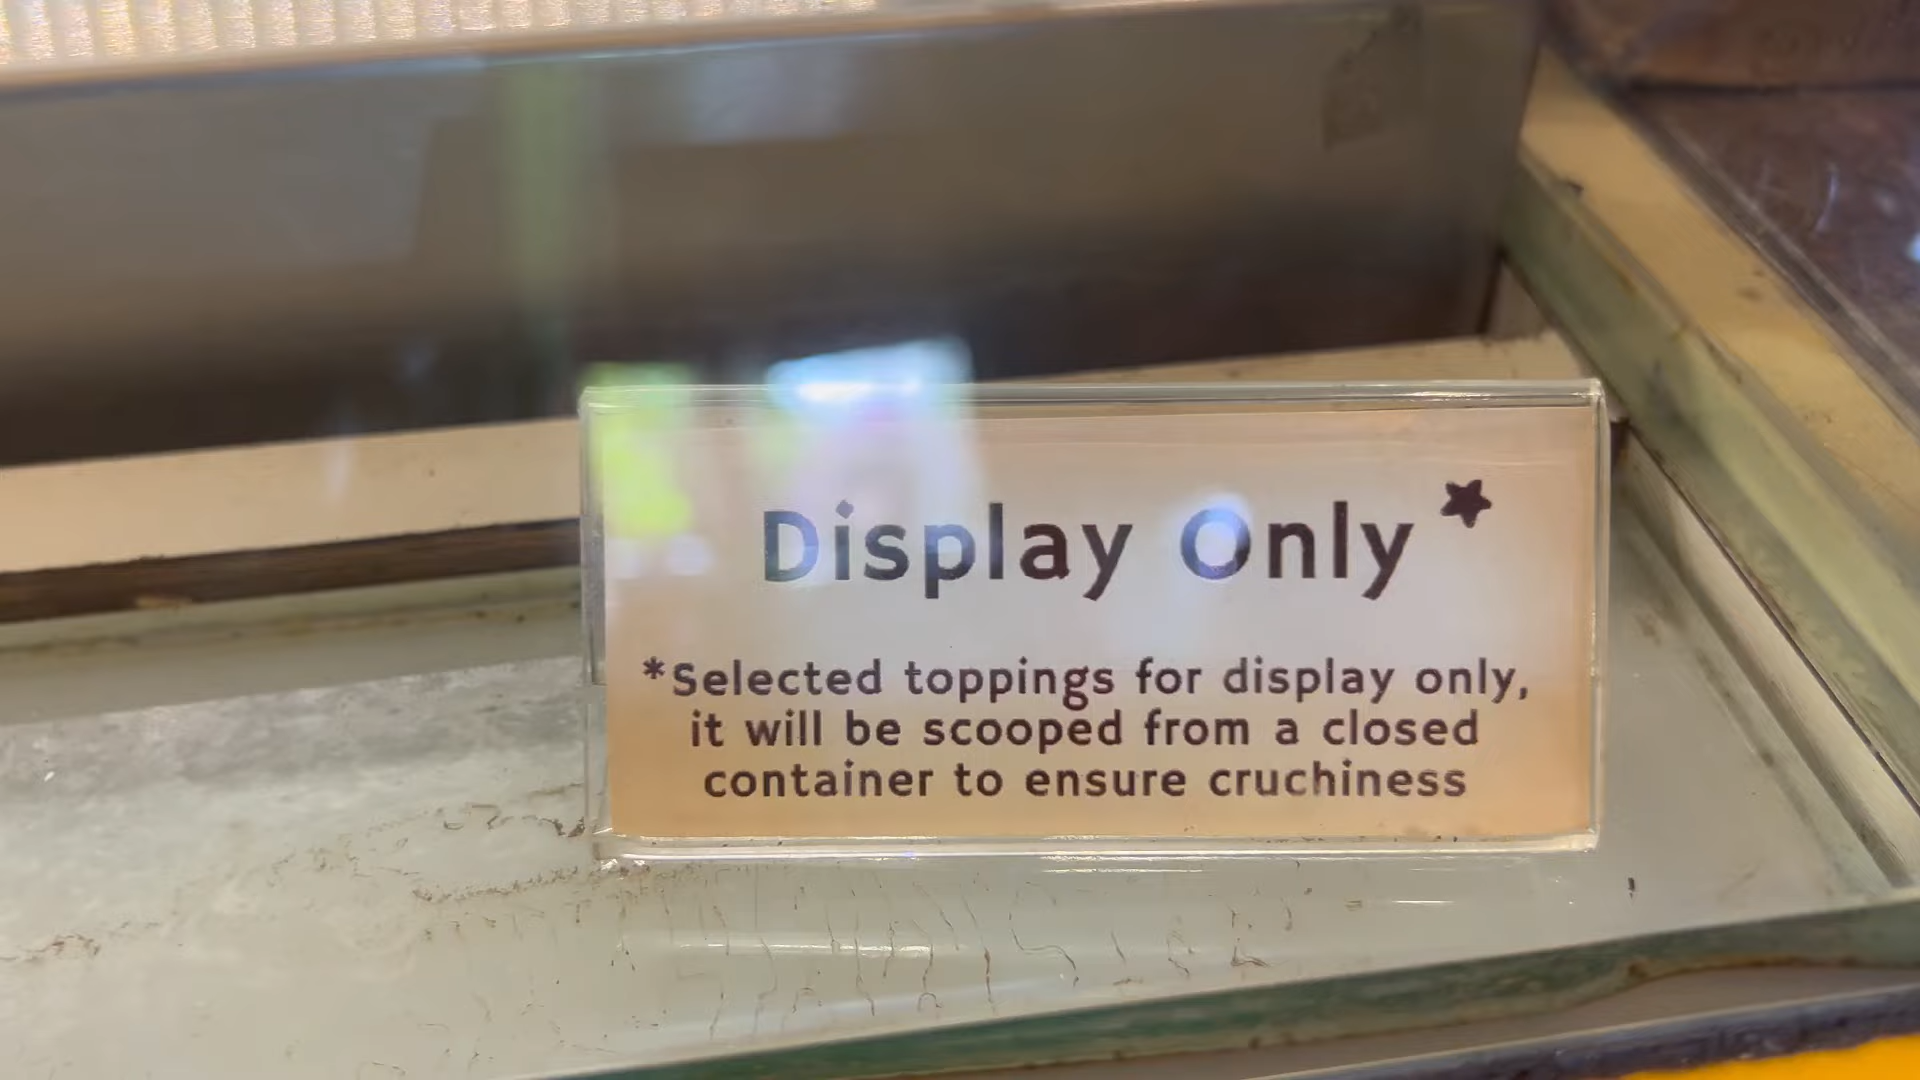 Display Only *
*Selected toppings for display only,
it will be scooped from a closed
container to ensure cruchiness